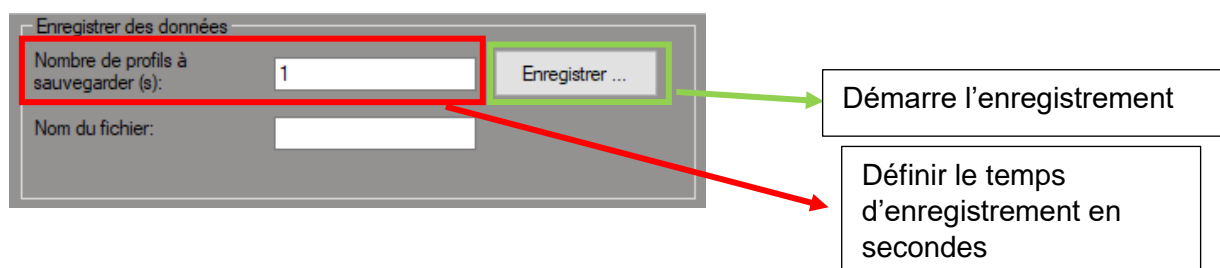 Enregistrer des données
Nombre de profils à
sauvegarder (s):
1
Enregistrer ...
Nom du fichier:
Démarre l'enregistrement
Définir le temps
d'enregistrement en
secondes